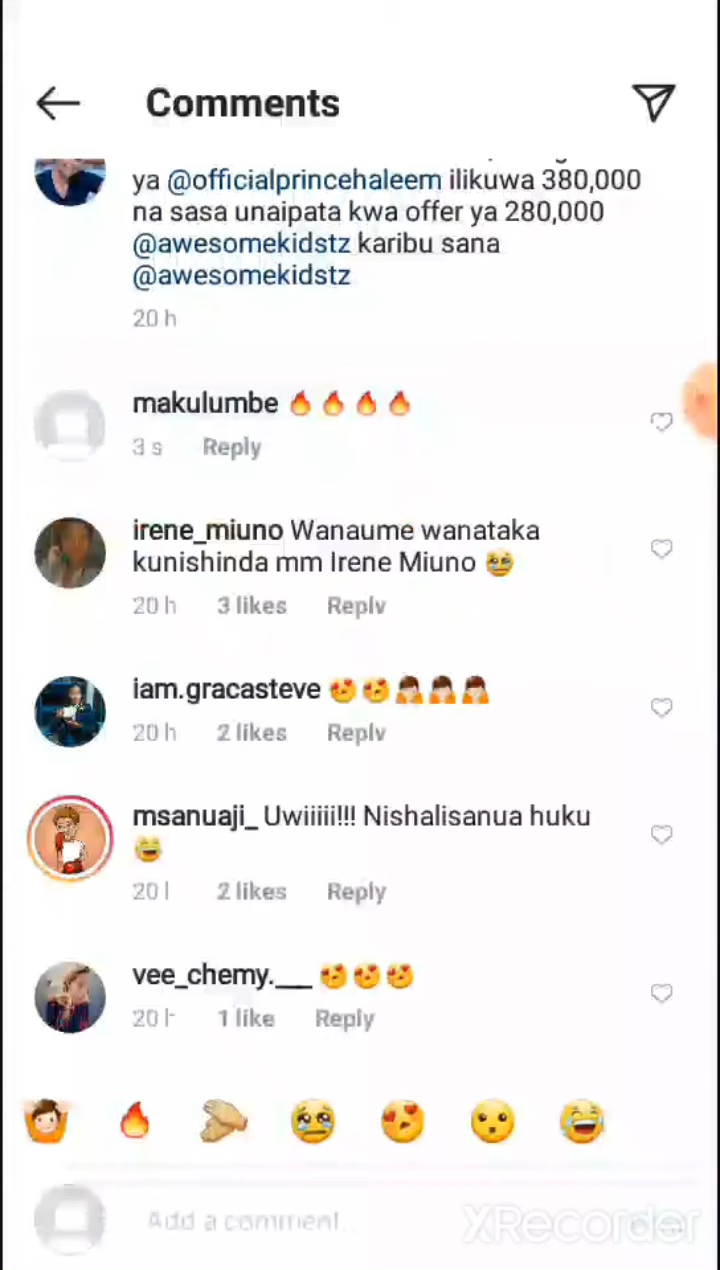 Comments
ya @officialprincehaleem ilikuwa 380,000
na sasa unaipata kwa offer ya 280,000
@awesomekidstz karibu sana
@awesomekidstz
20 h
makulumbe 🔥 🔥 🔥 🔥
3 s Reply
irene_miuno Wanaume wanataka
kunishinda mm Irene Miuno 🥹
20 h 3 likes Reply
iam.gracasteve 😍 😍 🙇 🙇 🙇
20 h 2 likes Reply
msanuaji_ Uwiiiii!!! Nishalisanua huku
😂
20 l 2 likes Reply
vee_chemy.___ 😍 😍 😍
20 h 1 like Reply
Add a comment...
XRecorder